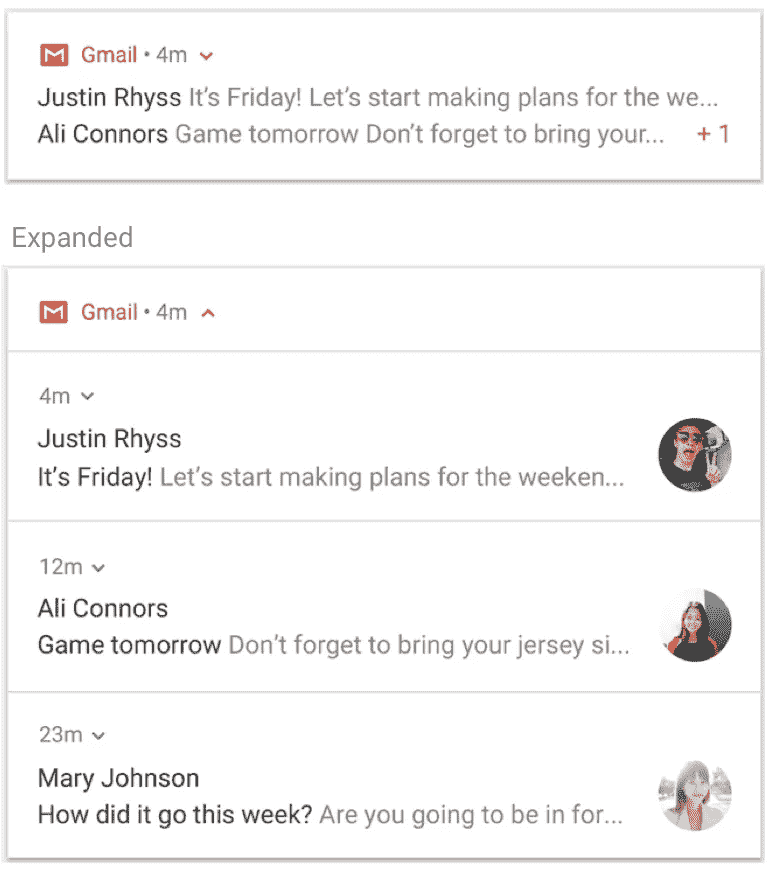 Gmail • 4m
Justin Rhyss It’s Friday! Let’s start making plans for the we...
Ali Connors Game tomorrow Don’t forget to bring your... + 1
Expanded
Gmail • 4m
4m
Justin Rhyss
It’s Friday! Let’s start making plans for the weeken...
12m
Ali Connors
Game tomorrow Don’t forget to bring your jersey si...
23m
Mary Johnson
How did it go this week? Are you going to be in for...